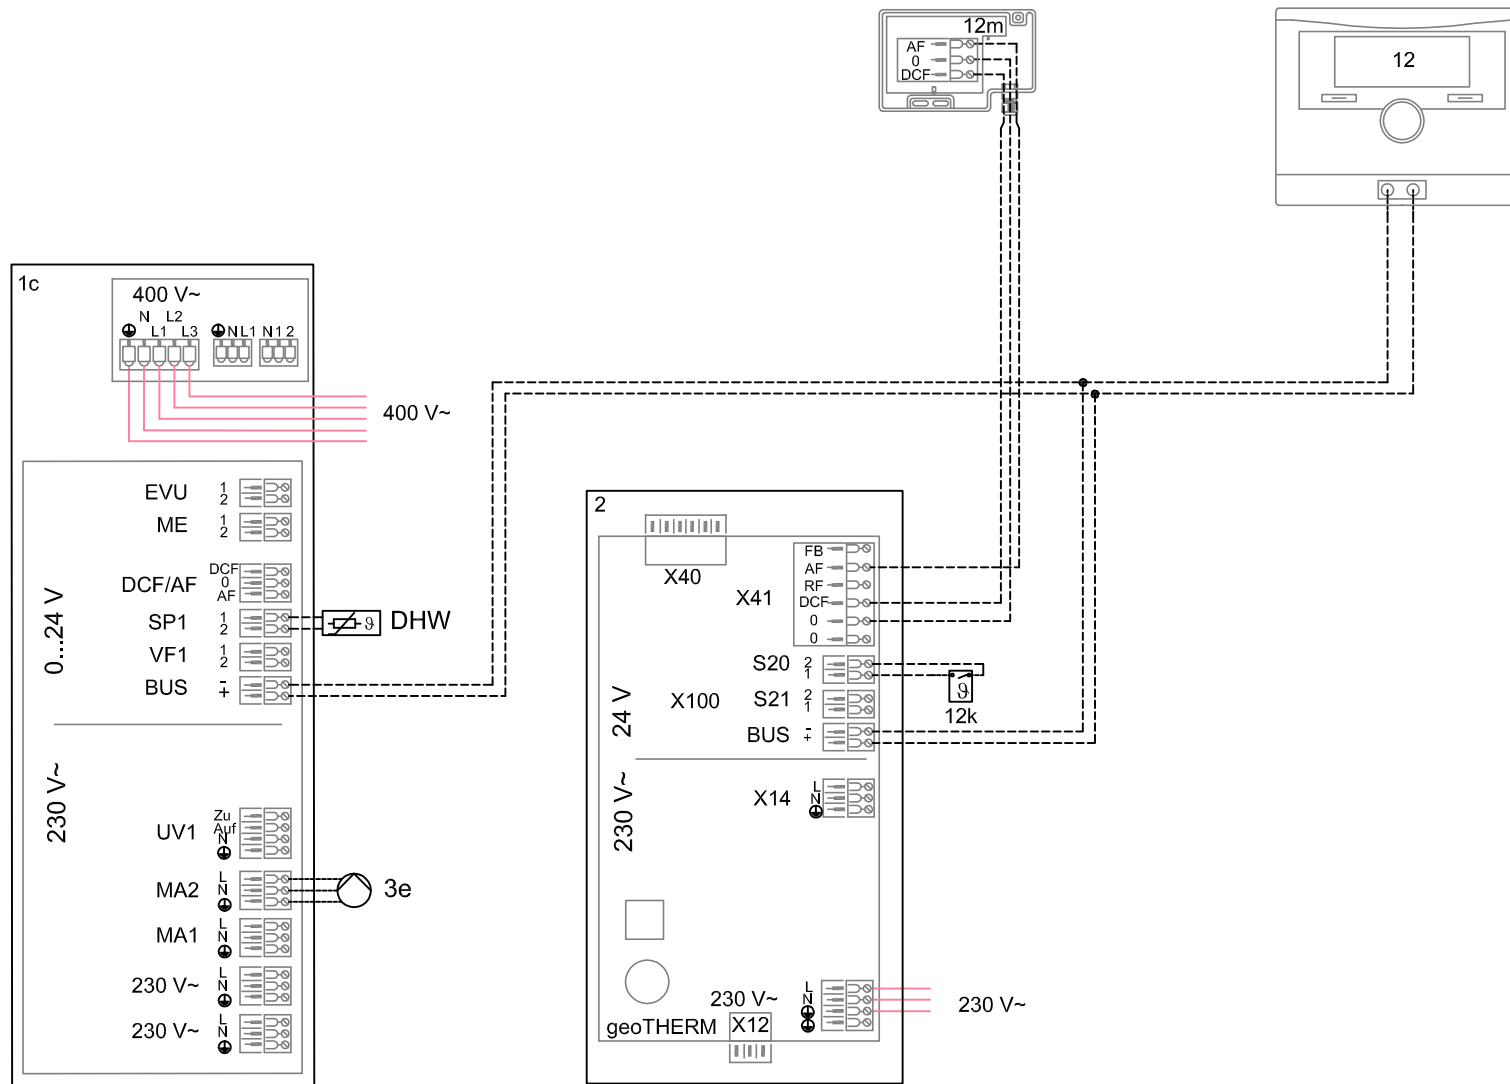 12m
AF
0
DCF
12
1c
400 V~
N L2
L1 L3
N L1 N 1 2
400 V~
0...24 V
EVU 1
2
ME 1
2
DCF/AF DCF
0
AF
SP1 1
2
DHW
VF1 1
2
BUS -
+
230 V~
UV1 Zu
Auf
N
MA2 L
N
3e
MA1 L
N
230 V~ L
N
230 V~ L
N
2
X40
X41 FB
AF
RF
DCF
0
0
24 V
X100
S20 2
1
12k
S21 2
1
BUS -
+
230 V~
X14 L
N
230 V~ L
N
230 V~
geoTHERM X12